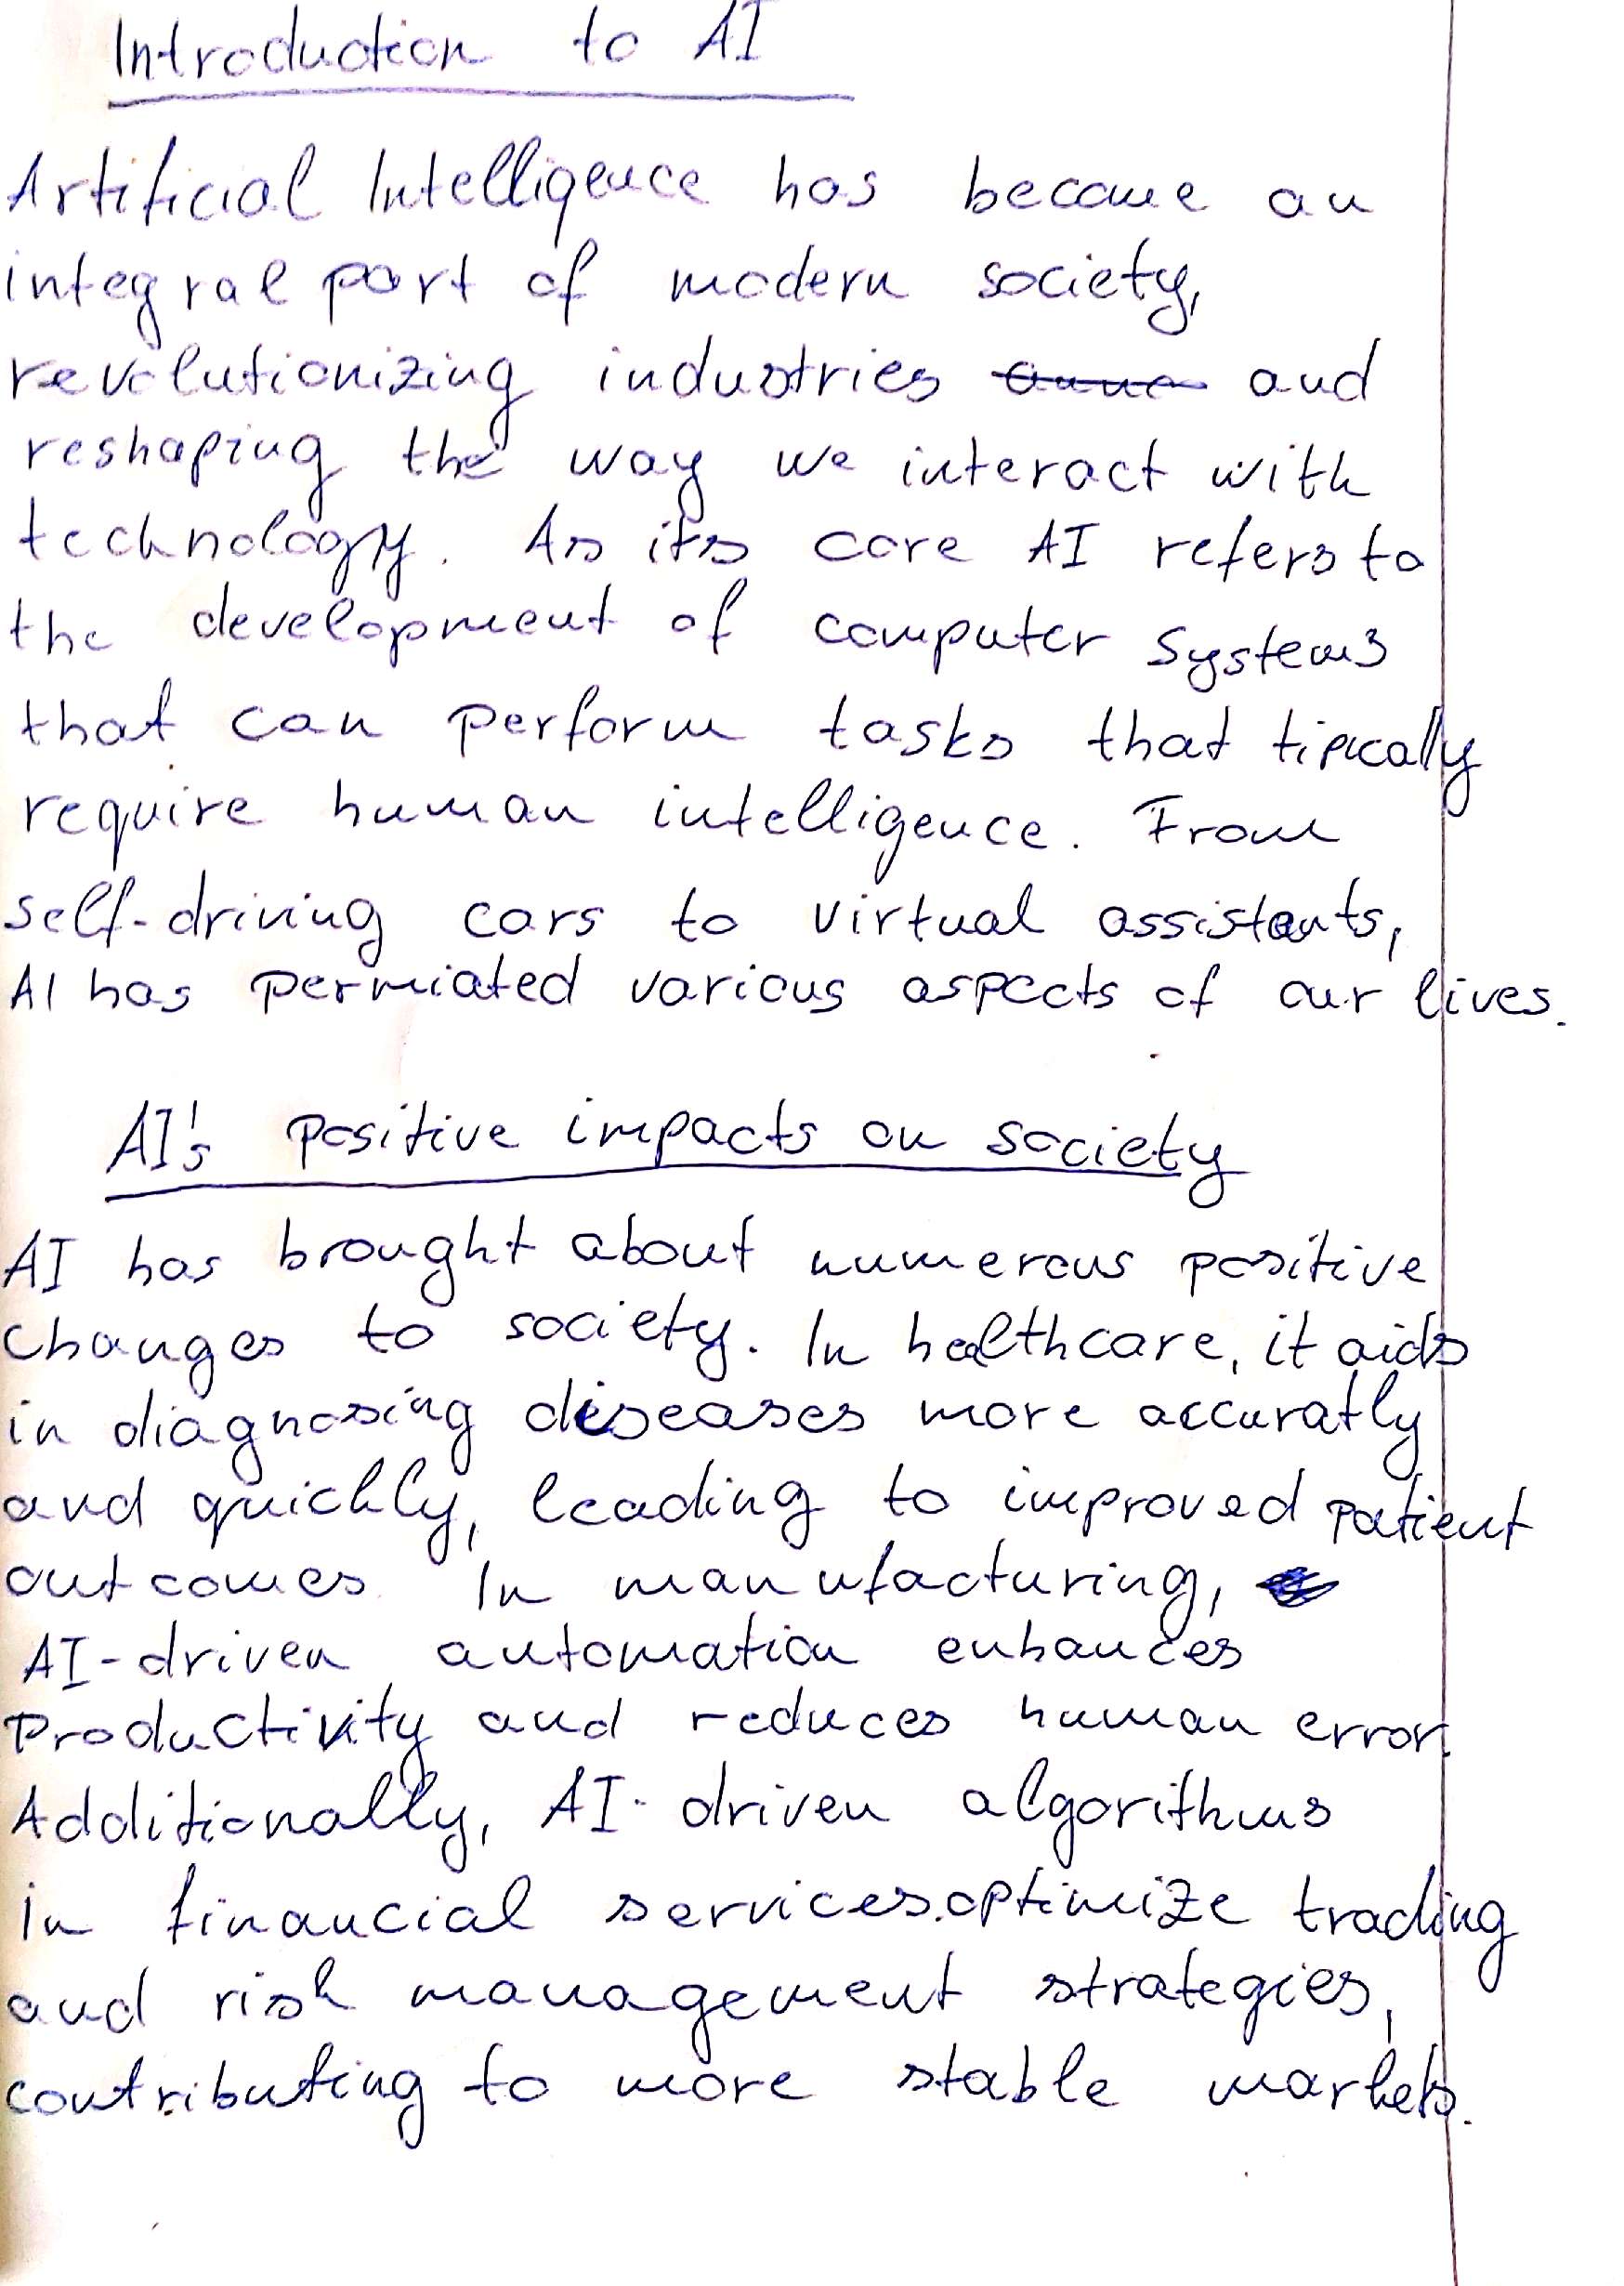 Introduction to AI
Artificial Intelligence has become an
integral part of modern society,
revolutionizing industries and
reshaping the way we interact with
technology. As its core AI refers to
the development of computer systems
that can perform tasks that tipically
require human intelligence. From
self-driving cars to virtual assistants,
AI has permiated various aspects of our lives.
AI's positive impacts on society
AI has brought about numerous positive
changes to society. In healthcare, it aids
in diagnosing diseases more accuratly
and quickly, leading to improved patient
outcomes. In manufacturing,
AI-driven automation enhances
productivity and reduces human error.
Additionally, AI-driven algorithms
in financial services optimize trading
and risk management strategies,
contributing to more stable markets.